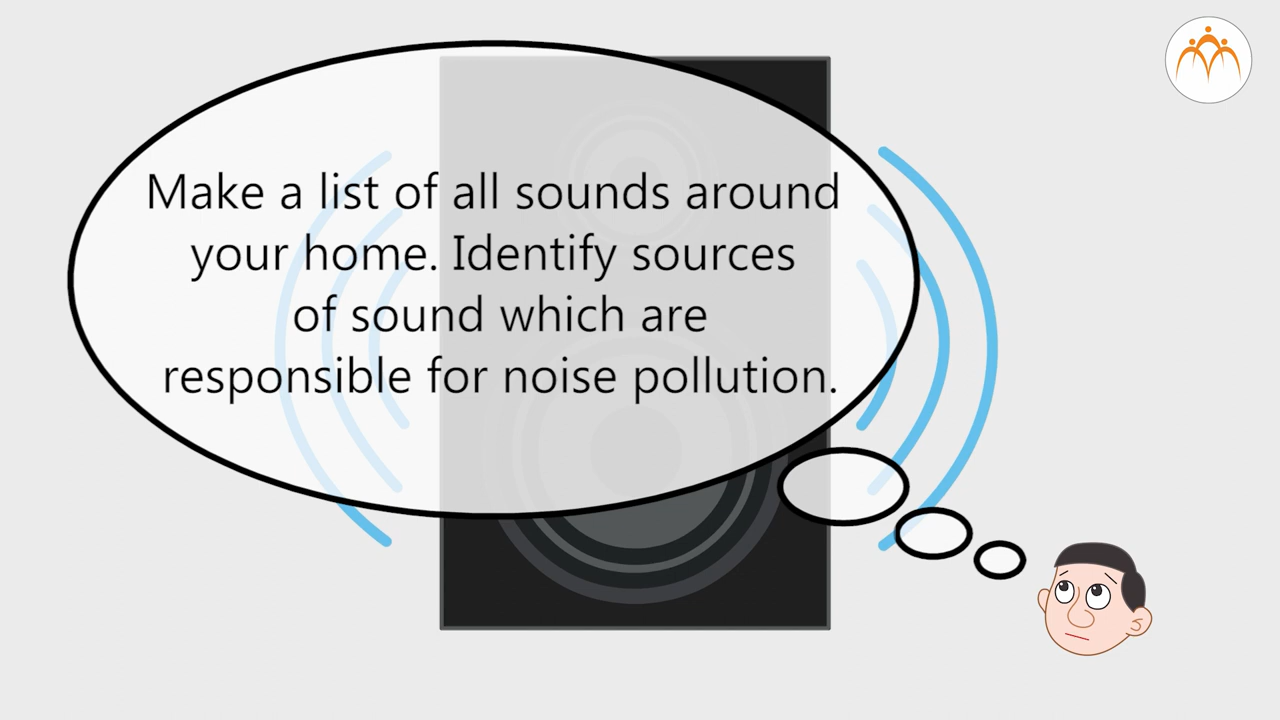 Make a list of all sounds around
your home. Identify sources
of sound which are
responsible for noise pollution.